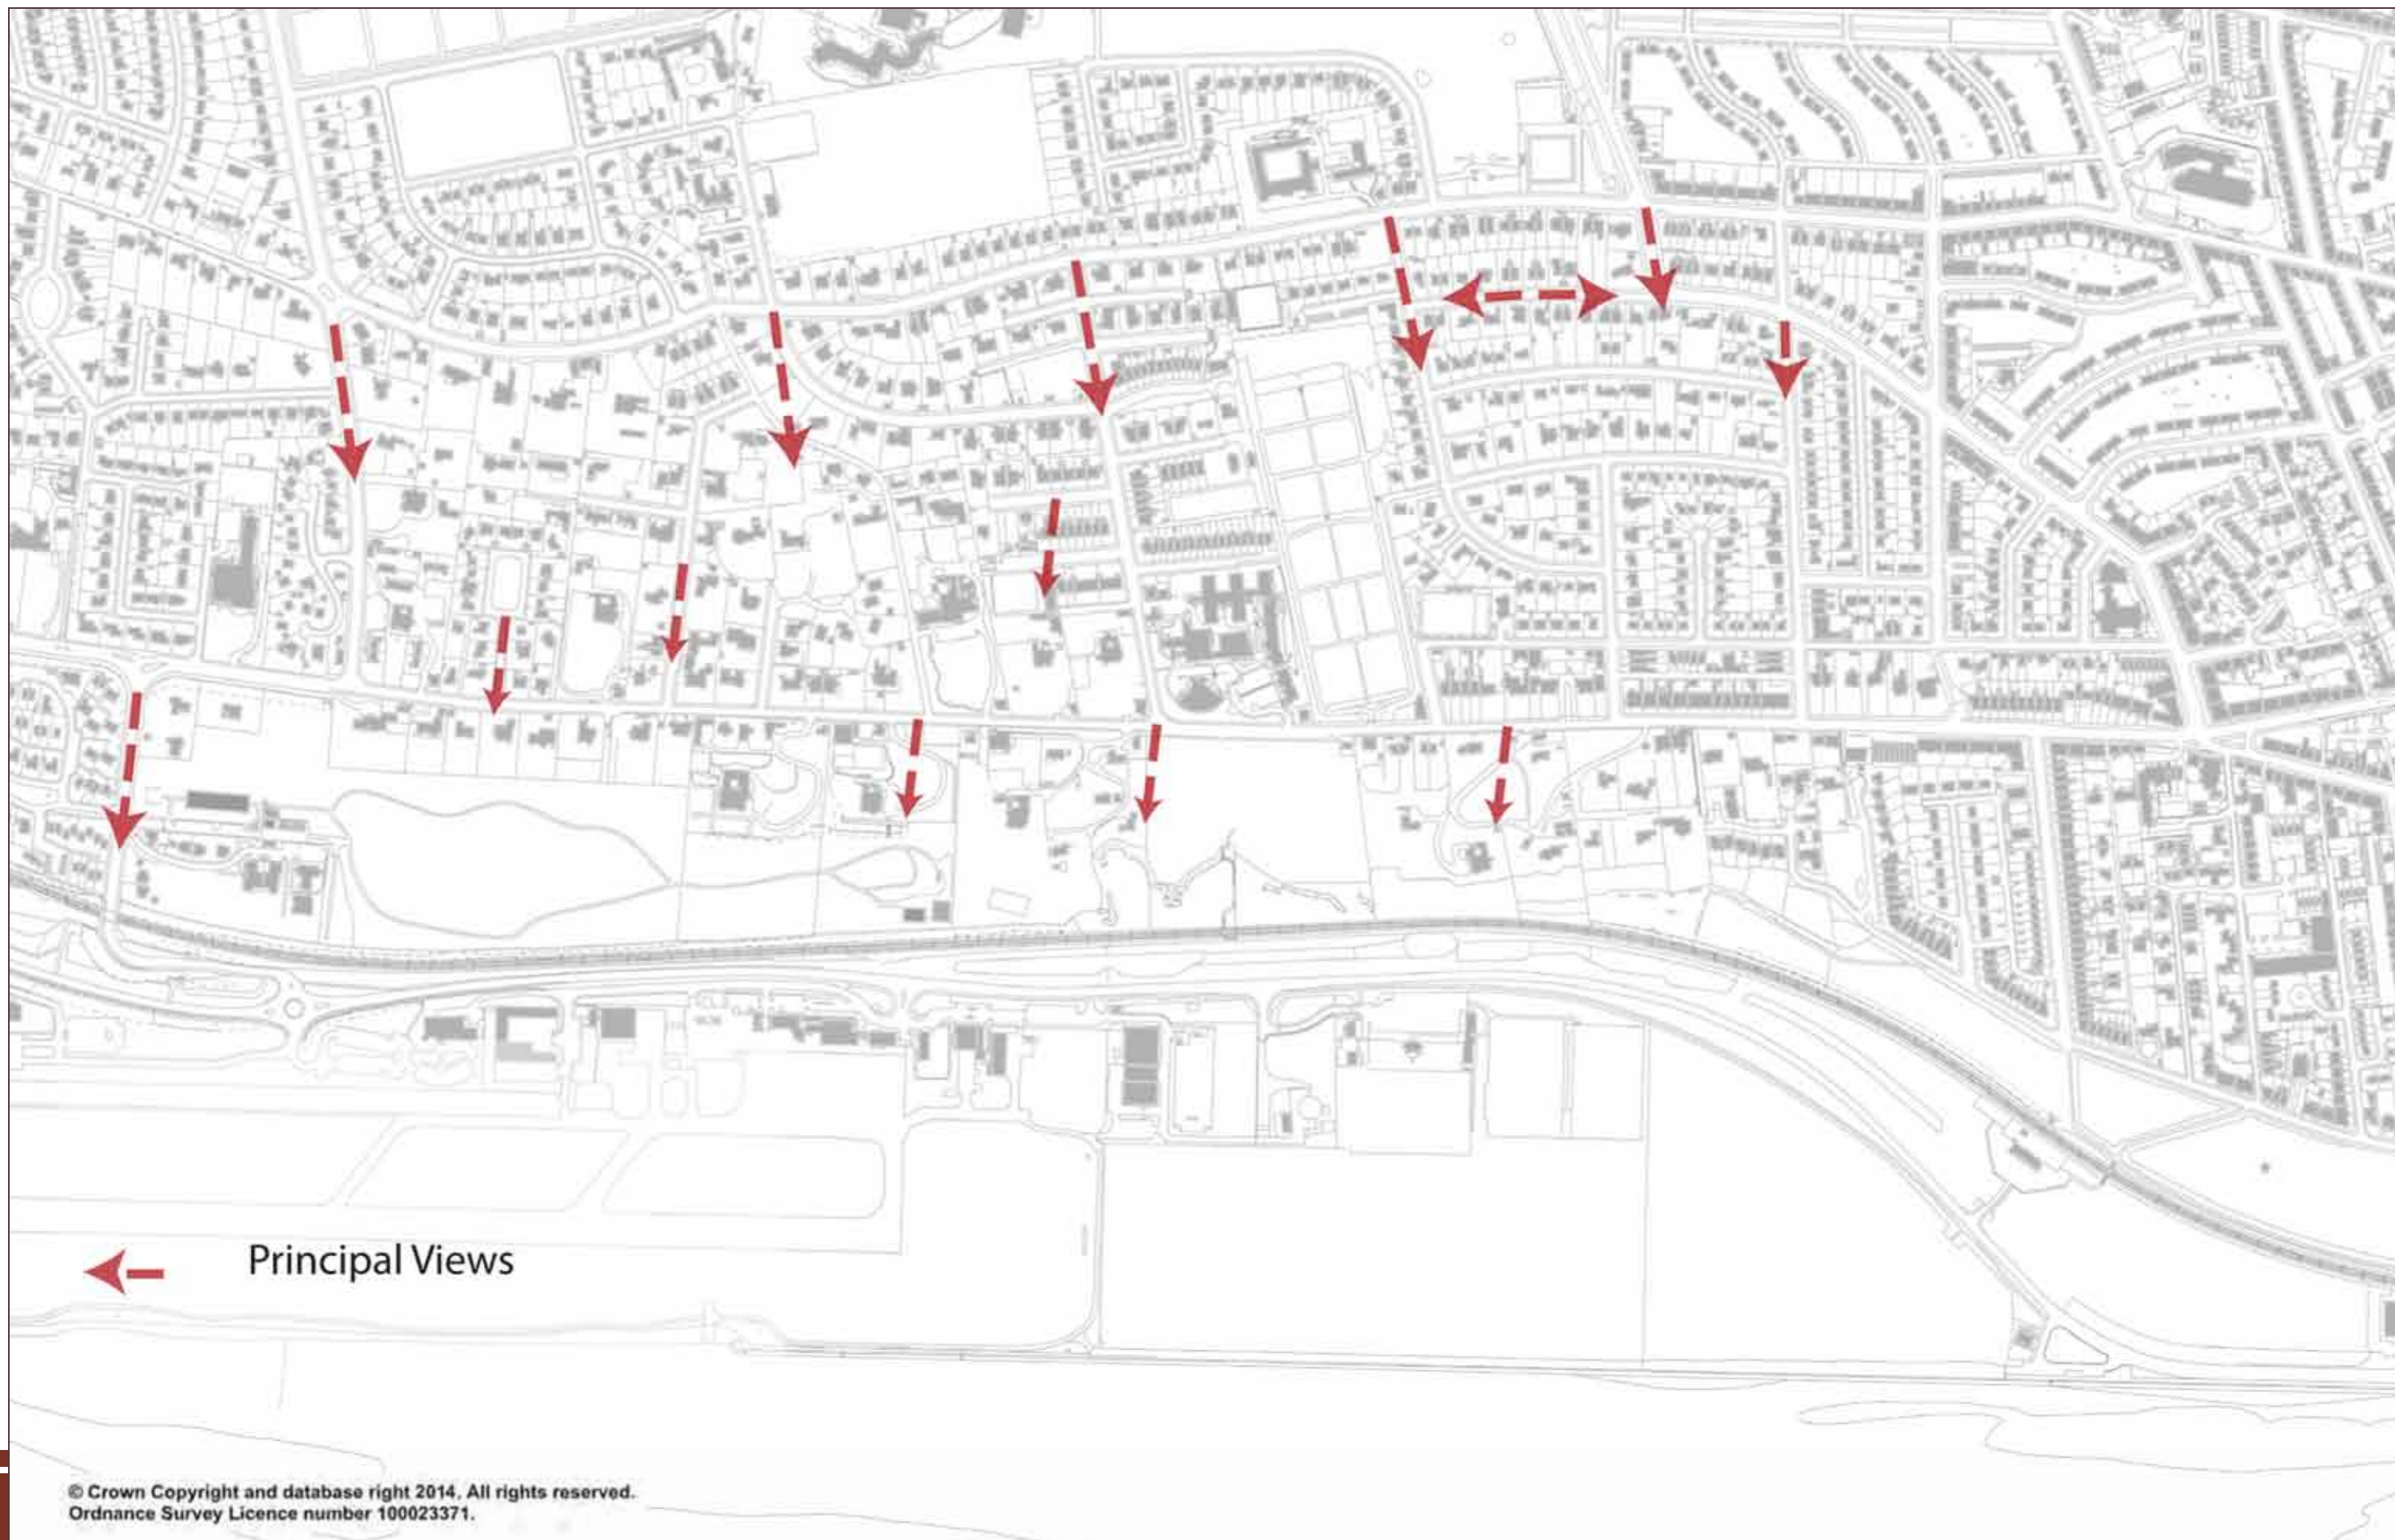 Principal Views
© Crown Copyright and database right 2014. All rights reserved.
Ordnance Survey Licence number 100023371.